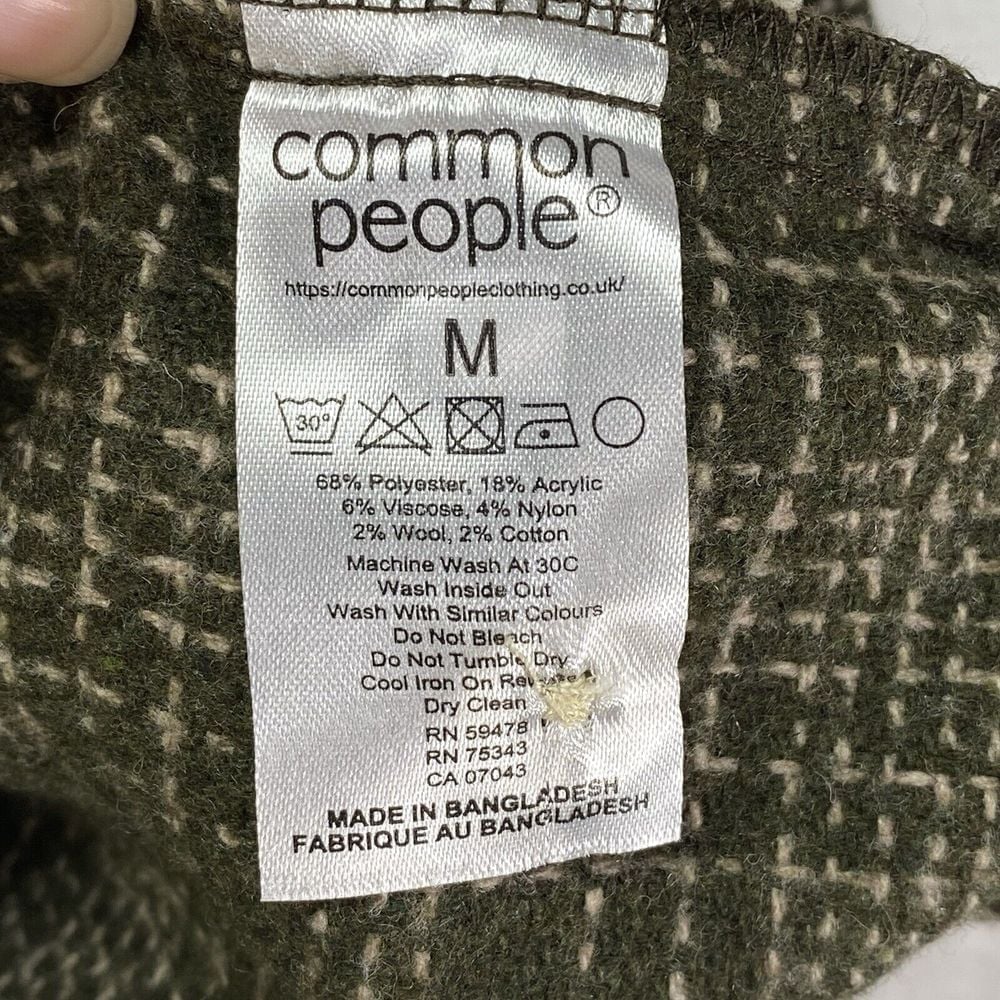 common
people®
https://commonpeopleclothing.co.uk/
M
30°
68% Polyester, 18% Acrylic
6% Viscose, 4% Nylon
2% Wool, 2% Cotton
Machine Wash At 30C
Wash Inside Out
Wash With Similar Colours
Do Not Bleach
Do Not Tumble Dry
Cool Iron On
Dry Clean
RN 59478
RN 75343
CA 07043
MADE IN BANGLADESH
FABRIQUE AU BANGLADESH